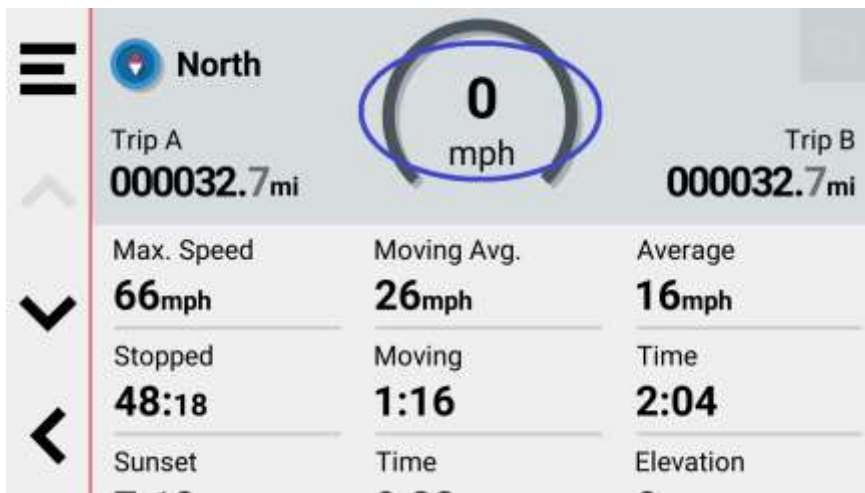 North
0
mph
Trip A
Trip B
000032.7mi
000032.7mi
Max. Speed
Moving Avg.
Average
66mph
26mph
16mph
Stopped
Moving
Time
48:18
1:16
2:04
Sunset
Time
Elevation